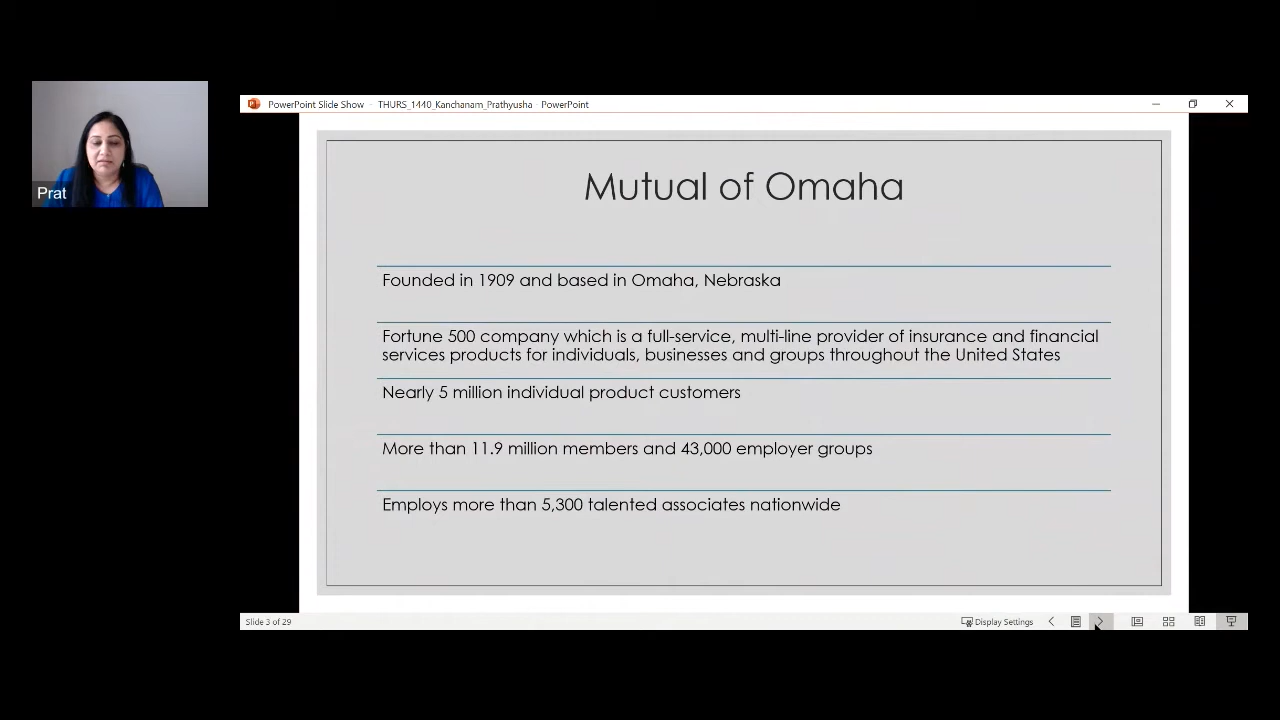 PowerPoint Slide Show - THURS_1440_Kanchanam_Prathyusha - PowerPoint
Prat
Mutual of Omaha
Founded in 1909 and based in Omaha, Nebraska
Fortune 500 company which is a full-service, multi-line provider of insurance and financial
services products for individuals, businesses and groups throughout the United States
Nearly 5 million individual product customers
More than 11.9 million members and 43,000 employer groups
Employs more than 5,300 talented associates nationwide
Slide 3 of 29
Display Settings